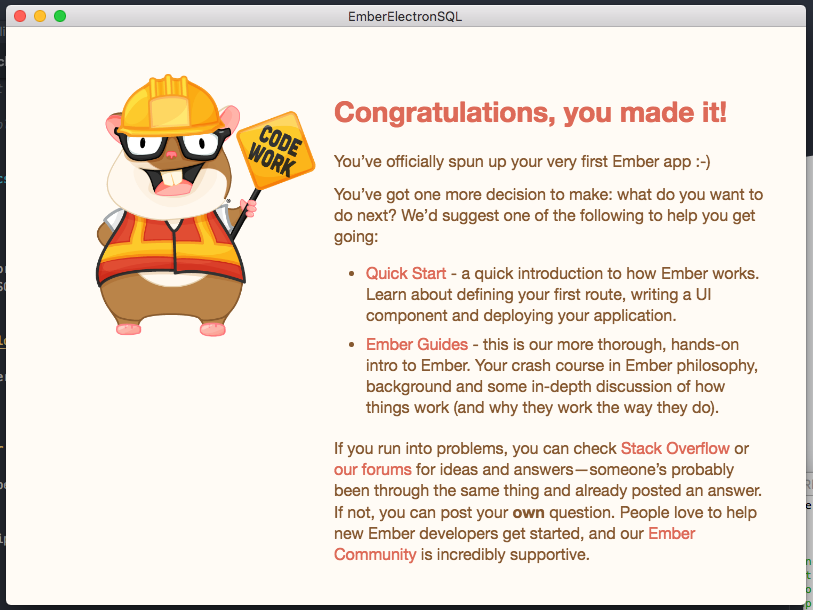 EmberElectronSQL
CODE
WORK
Congratulations, you made it!
You’ve officially spun up your very first Ember app :-)
You’ve got one more decision to make: what do you want to
do next? We’d suggest one of the following to help you get
going:
• Quick Start - a quick introduction to how Ember works.
Learn about defining your first route, writing a UI
component and deploying your application.
• Ember Guides - this is our more thorough, hands-on
intro to Ember. Your crash course in Ember philosophy,
background and some in-depth discussion of how
things work (and why they work the way they do).
If you run into problems, you can check Stack Overflow or
our forums for ideas and answers—someone’s probably
been through the same thing and already posted an answer.
If not, you can post your own question. People love to help
new Ember developers get started, and our Ember
Community is incredibly supportive.